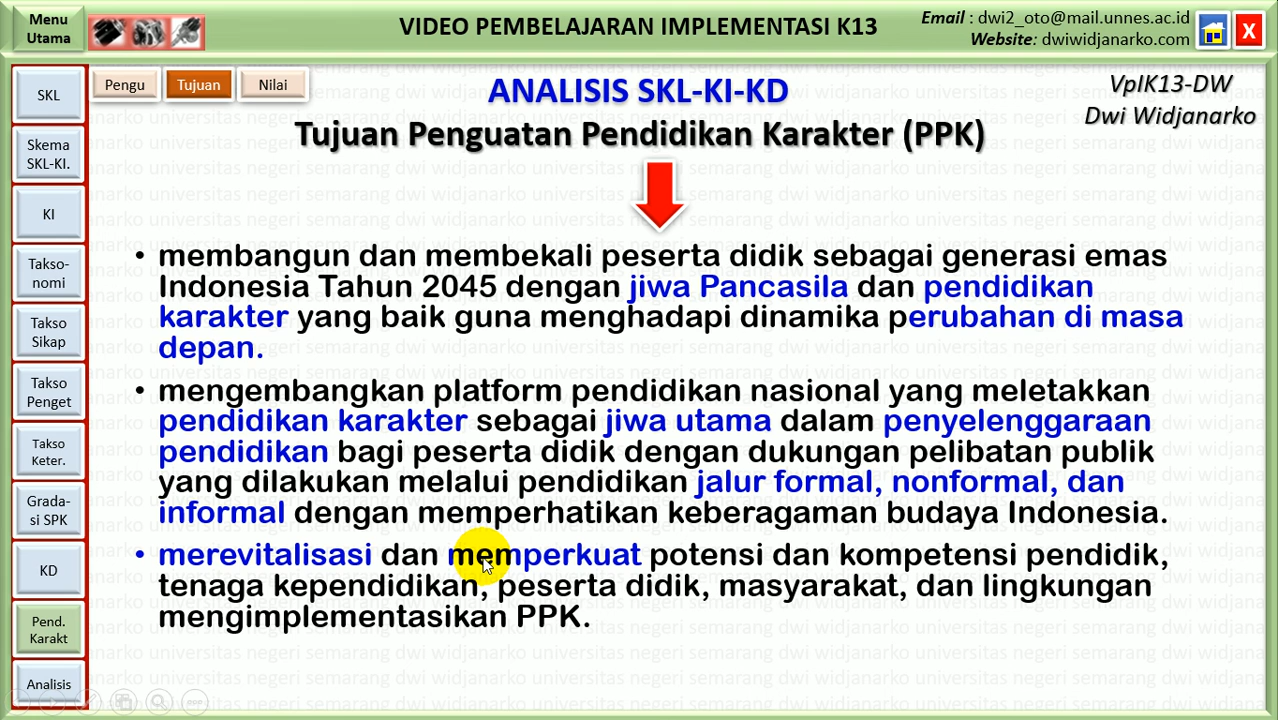 Menu
Utama
VIDEO PEMBELAJARAN IMPLEMENTASI K13
Email : dwi2_oto@mail.unnes.ac.id
Website: dwiwidjanarko.com
X
SKL
Skema
SKL-KI.
KI
Takso-
nomi
Takso
Sikap
Takso
Penget
Takso
Keter.
Grada-
si SPK
KD
Pend.
Karakt
Analisis
Pengu
Tujuan
Nilai
ANALISIS SKL-KI-KD
Tujuan Penguatan Pendidikan Karakter (PPK)
VpIK13-DW
Dwi Widjanarko
• membangun dan membekali peserta didik sebagai generasi emas
Indonesia Tahun 2045 dengan jiwa Pancasila dan pendidikan
karakter yang baik guna menghadapi dinamika perubahan di masa
depan.
• mengembangkan platform pendidikan nasional yang meletakkan
pendidikan karakter sebagai jiwa utama dalam penyelenggaraan
pendidikan bagi peserta didik dengan dukungan pelibatan publik
yang dilakukan melalui pendidikan jalur formal, nonformal, dan
informal dengan memperhatikan keberagaman budaya Indonesia.
• merevitalisasi dan memperkuat potensi dan kompetensi pendidik,
tenaga kependidikan, peserta didik, masyarakat, dan lingkungan
mengimplementasikan PPK.